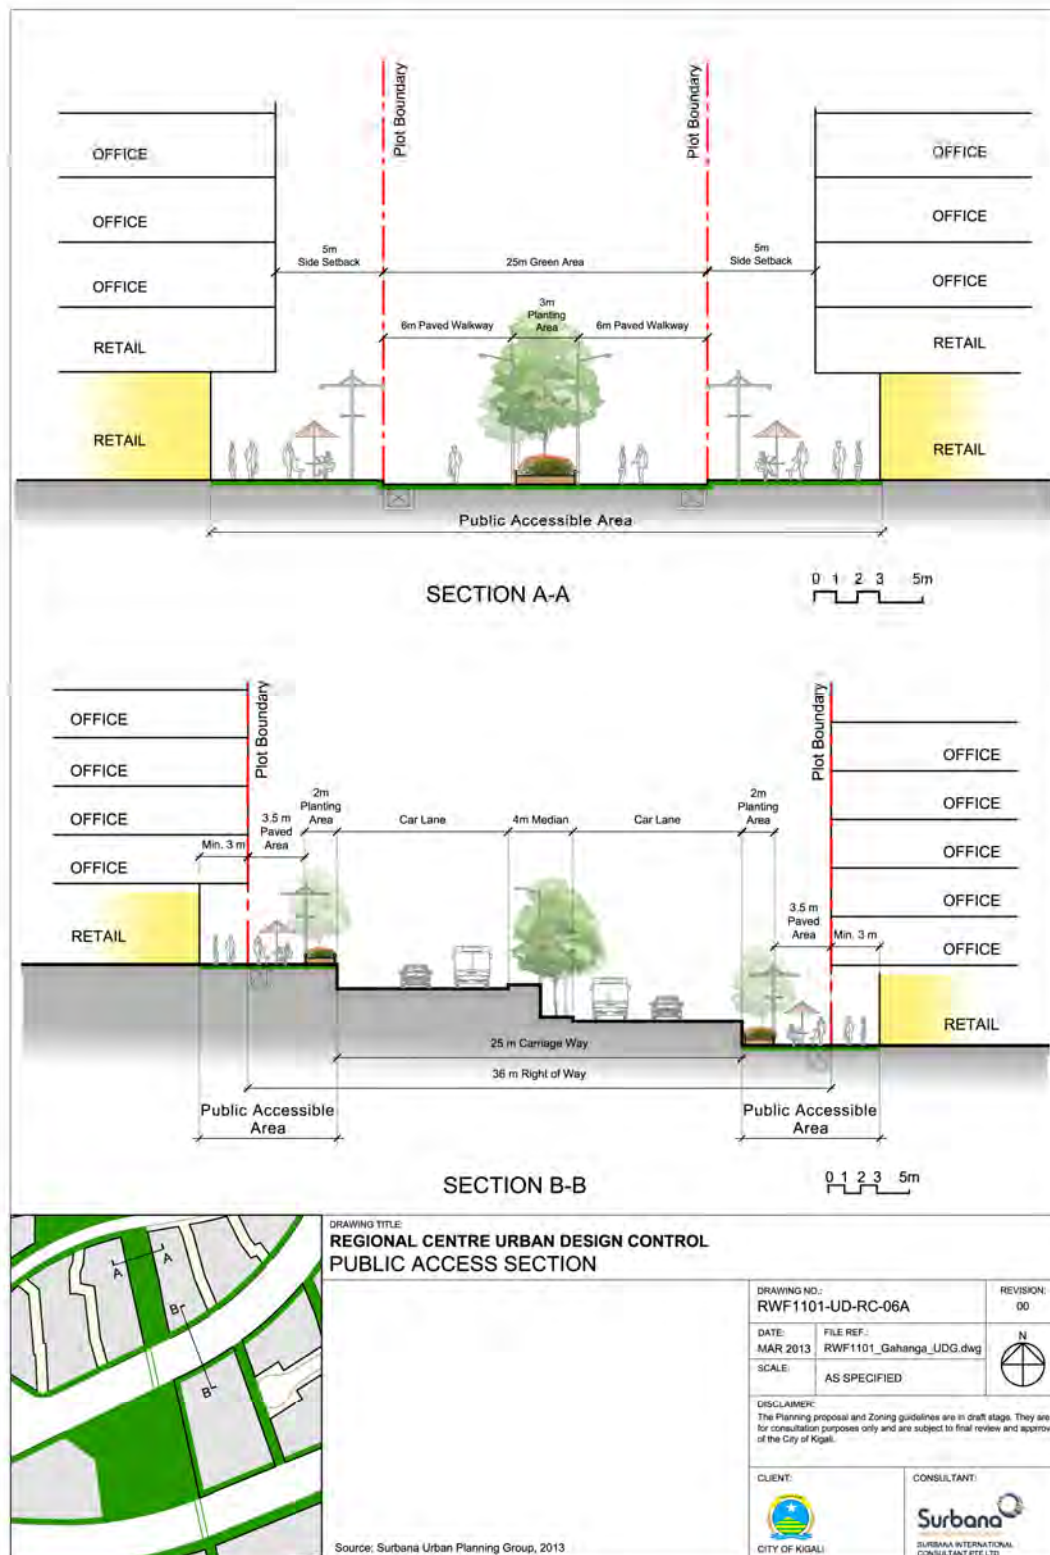 Plot Boundary
Plot Boundary
OFFICE
OFFICE
OFFICE
OFFICE
5m
Side Setback
25m Green Area
5m
Side Setback
OFFICE
OFFICE
3m
Planting
Area
6m Paved Walkway
6m Paved Walkway
RETAIL
RETAIL
RETAIL
RETAIL
Public Accessible Area
SECTION A-A
0 1 2 3 5m
Plot Boundary
Plot Boundary
OFFICE
OFFICE
OFFICE
OFFICE
OFFICE
OFFICE
OFFICE
OFFICE
OFFICE
2m
Planting
Area
Car Lane
4m Median
Car Lane
2m
Planting
Area
3.5 m
Paved
Area
Min. 3 m
3.5 m
Paved
Area
Min. 3 m
RETAIL
RETAIL
25 m Carriage Way
36 m Right of Way
Public Accessible
Area
Public Accessible
Area
SECTION B-B
0 1 2 3 5m
A
A
B
B
DRAWING TITLE:
REGIONAL CENTRE URBAN DESIGN CONTROL
PUBLIC ACCESS SECTION
DRAWING NO.:
RWF1101-UD-RC-06A
REVISION:
00
DATE:
MAR 2013
FILE REF.:
RWF1101_Gahanga_UDG.dwg
N
SCALE:
AS SPECIFIED
DISCLAIMER:
The Planning proposal and Zoning guidelines are in draft stage. They are
for consultation purposes only and are subject to final review and approv
of the City of Kigali.
CLIENT:
CITY OF KIGALI
CONSULTANT:
Surbana
SURBANA INTERNATIONAL
CONSULTANT PTE LTD
Source: Surbana Urban Planning Group, 2013